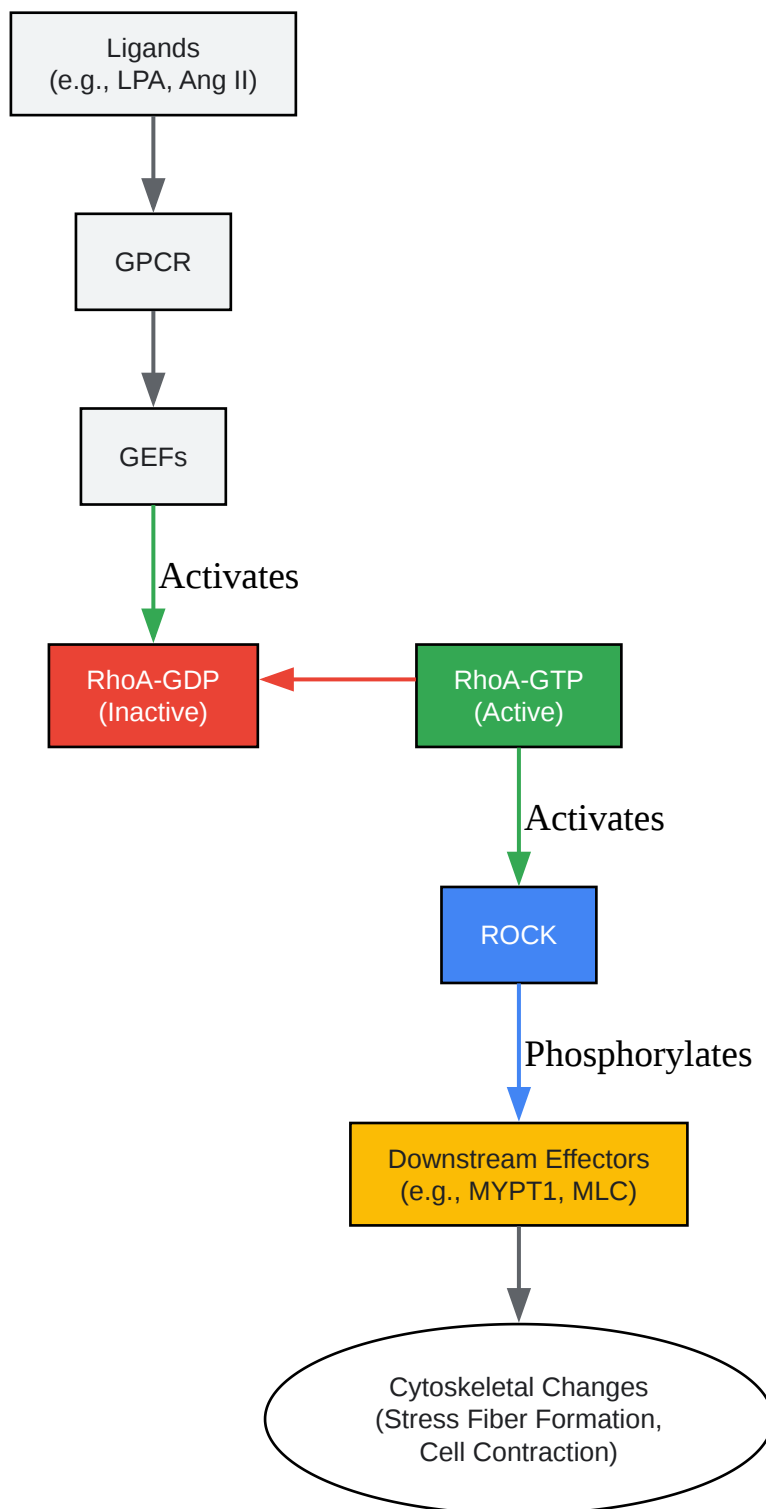 Ligands
(e.g., LPA, Ang II)
GPCR
GEFs
Activates
RhoA-GDP
(Inactive)
RhoA-GTP
(Active)
Activates
ROCK
Phosphorylates
Downstream Effectors
(e.g., MYPT1, MLC)
Cytoskeletal Changes
(Stress Fiber Formation,
Cell Contraction)